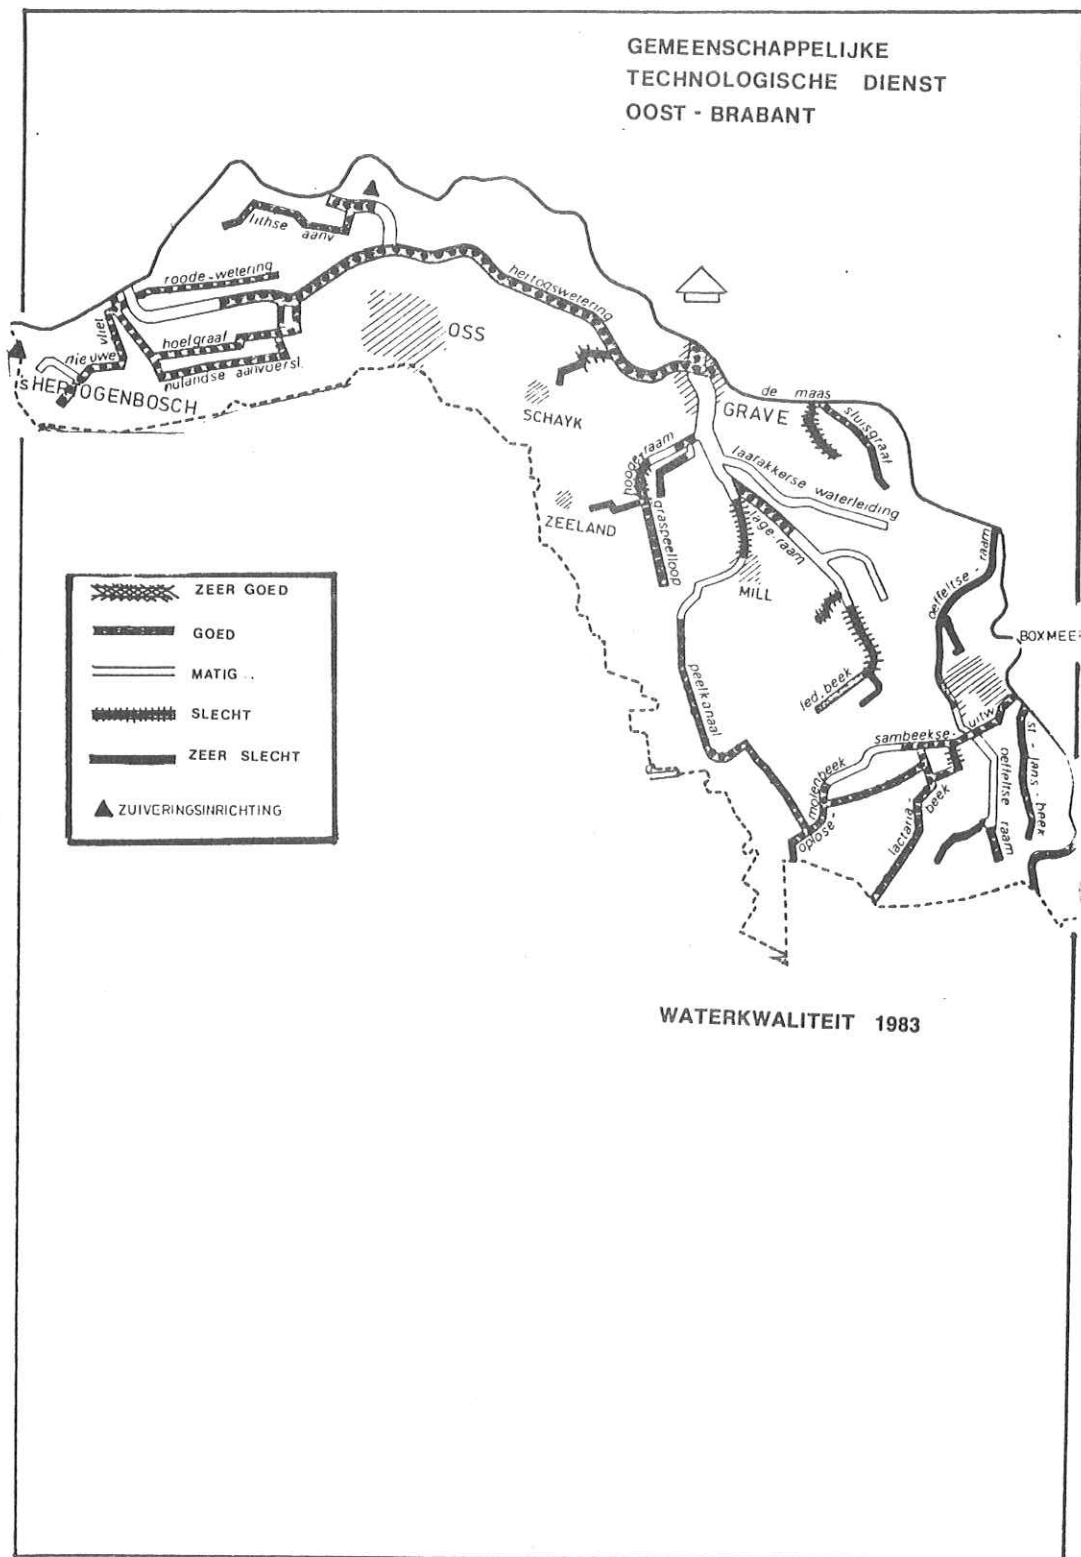 GEMEENSCHAPPELIJKE
TECHNOLOGISCHE DIENST
OOST - BRABANT
lithse aanv
roode-wetering
hertogswetering
OSS
vliet
hoefgraaf
nieuwe
nulandse aanvoersl.
'sHERTOGENBOSCH
SCHAYK
de maas
GRAVE
sluisgraaf
hooge-raam
laarakkerse waterleiding
ZEELAND
graspeelloop
lage-raam
MILL
oeffeltse-raam
BOXMEER
ZEER GOED
GOED
MATIG
SLECHT
ZEER SLECHT
ZUIVERINGSINRICHTING
peelkanaal
led.beek
sambeekse-
uitw.
st-jans-beek
oeffeltse raam
oplose-
molenbeek
lactaria-
beek
WATERKWALITEIT 1983